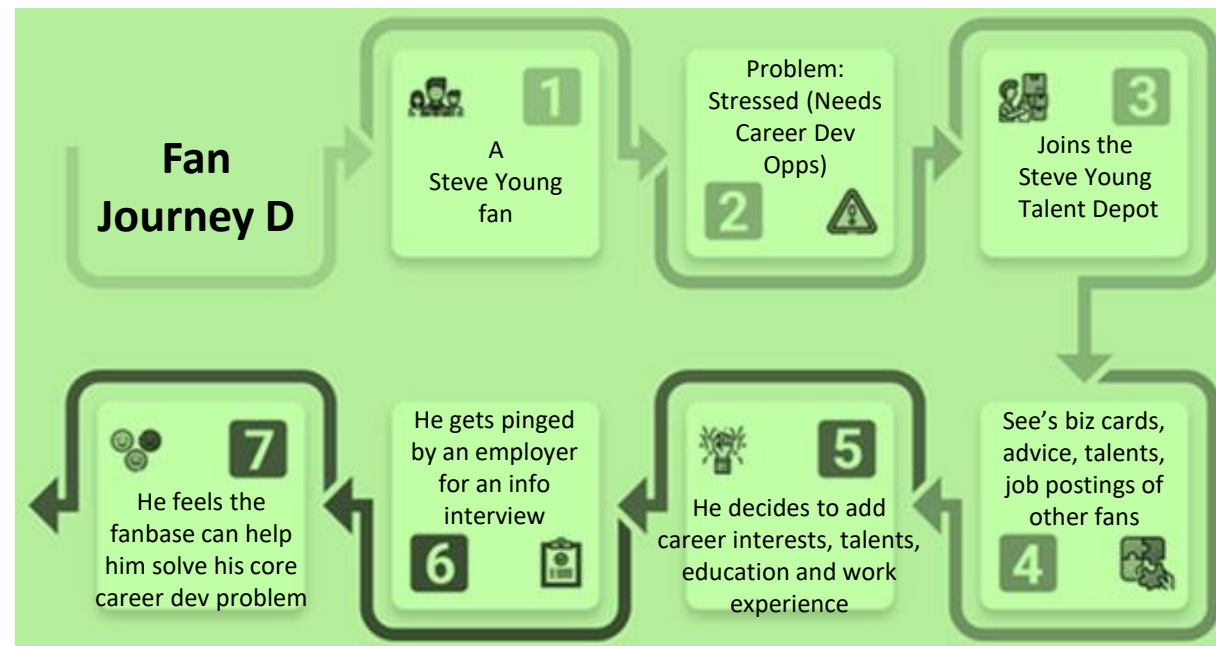 Fan
Journey D
1
A
Steve Young
fan
Problem:
Stressed (Needs
Career Dev
Opps)
2
3
Joins the
Steve Young
Talent Depot
See's biz cards,
advice, talents,
job postings of
other fans
4
5
He decides to add
career interests, talents,
education and work
experience
He gets pinged
by an employer
for an info
interview
6
7
He feels the
fanbase can help
him solve his core
career dev problem